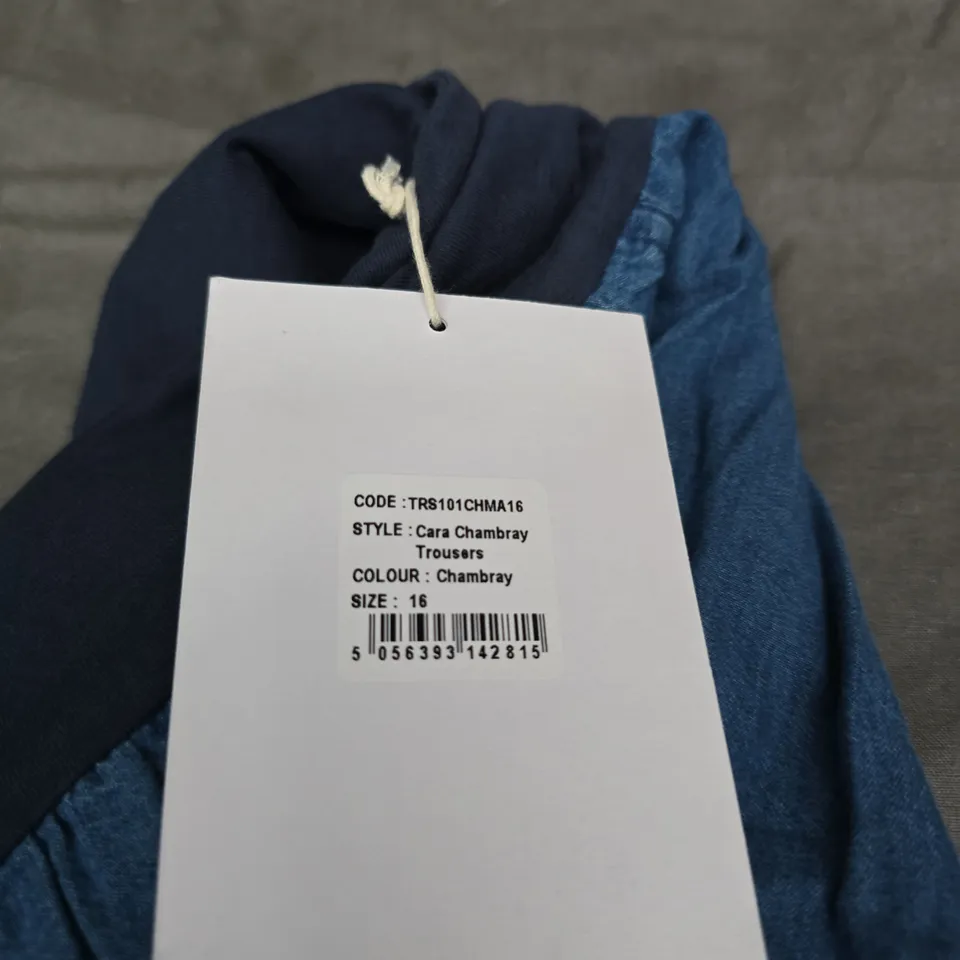 CODE : TRS101CHMA16
STYLE : Cara Chambray
Trousers
COLOUR : Chambray
SIZE : 16
5 056393 142815